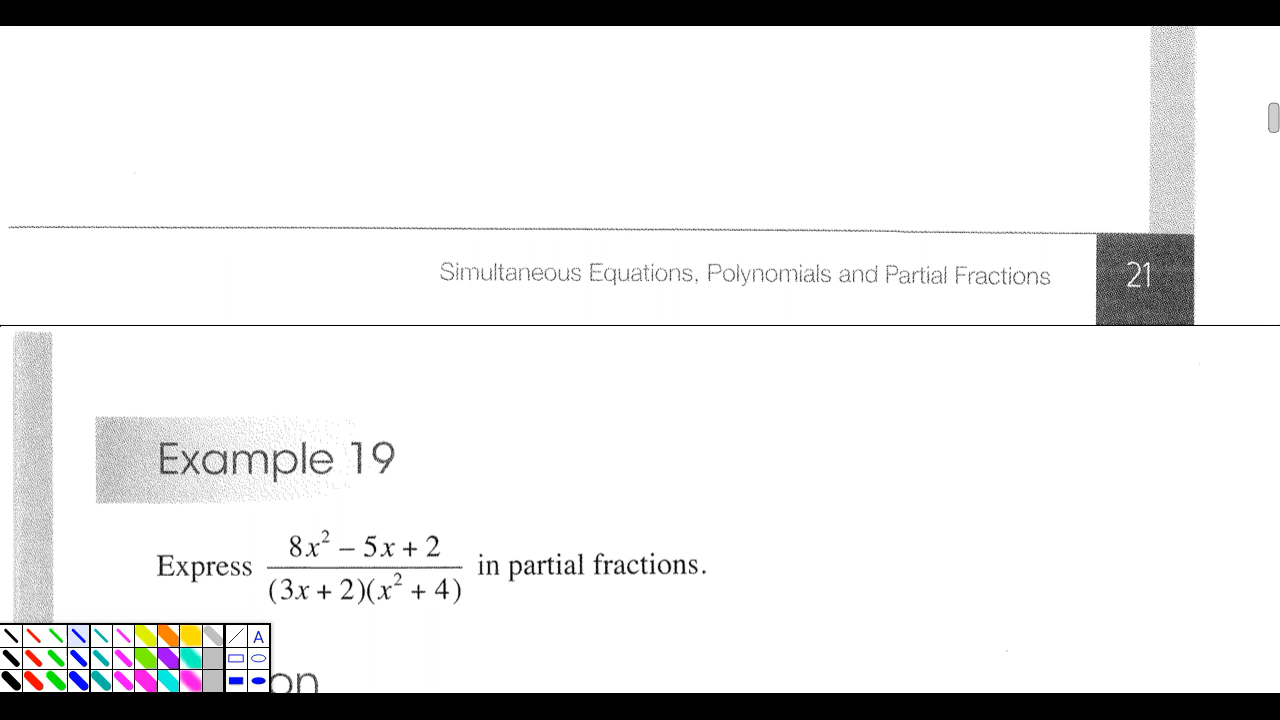 Simultaneous Equations, Polynomials and Partial Fractions 21
Example 19
Express (8x² − 5x + 2)/((3x + 2)(x² + 4)) in partial fractions.
A